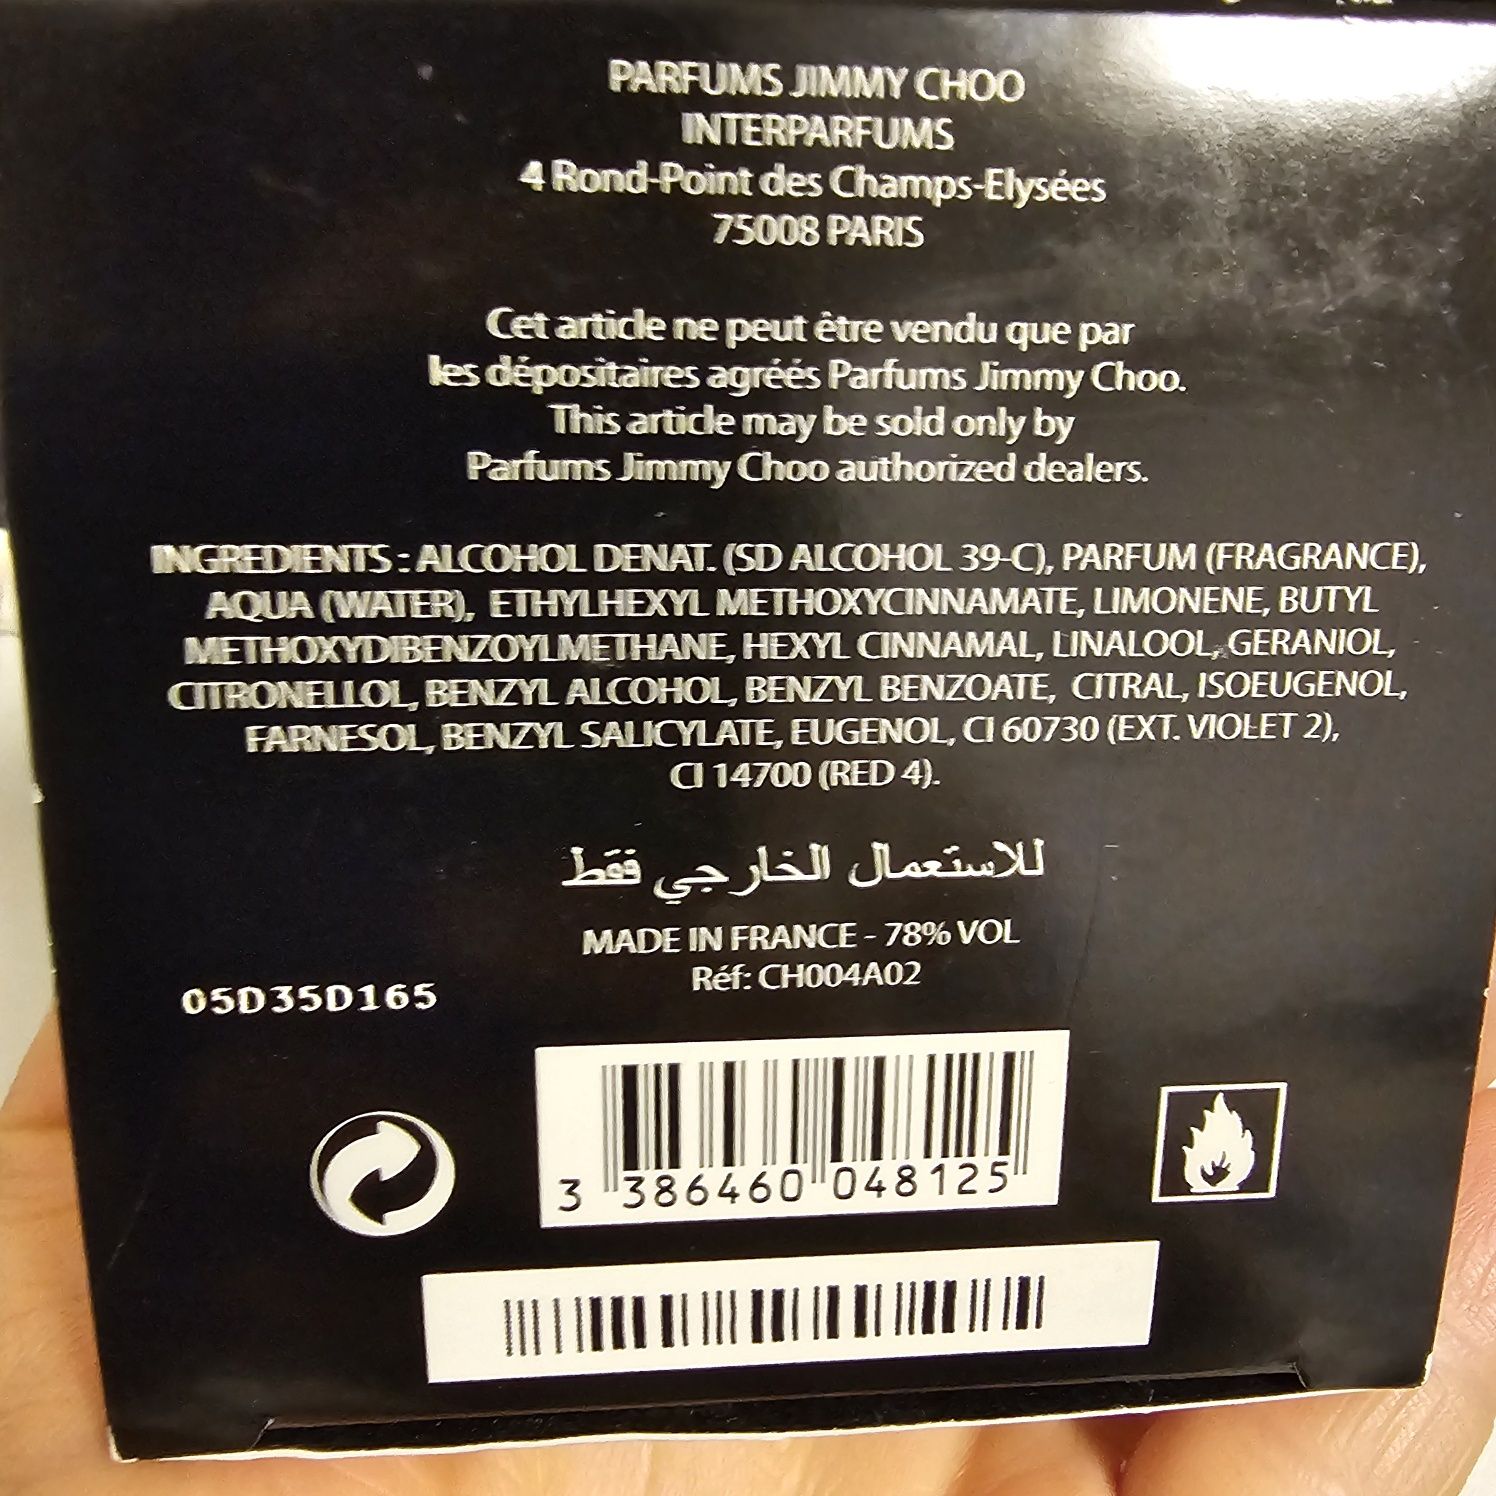 PARFUMS JIMMY CHOO
INTERPARFUMS
4 Rond-Point des Champs-Elysées
75008 PARIS
Cet article ne peut être vendu que par
les dépositaires agréés Parfums Jimmy Choo.
This article may be sold only by
Parfums Jimmy Choo authorized dealers.
INGREDIENTS : ALCOHOL DENAT. (SD ALCOHOL 39-C), PARFUM (FRAGRANCE),
AQUA (WATER), ETHYLHEXYL METHOXYCINNAMATE, LIMONENE, BUTYL
METHOXYDIBENZOYLMETHANE, HEXYL CINNAMAL, LINALOOL, GERANIOL,
CITRONELLOL, BENZYL ALCOHOL, BENZYL BENZOATE, CITRAL, ISOEUGENOL,
FARNESOL, BENZYL SALICYLATE, EUGENOL, CI 60730 (EXT. VIOLET 2),
CI 14700 (RED 4).
للاستعمال الخارجي فقط
MADE IN FRANCE - 78% VOL
Réf: CH004A02
05D35D165
3 386460 048125